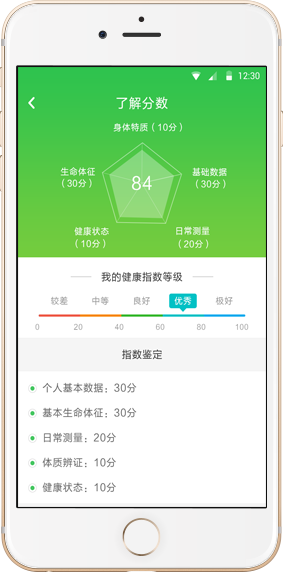 12:30
了解分数
身体特质（10分）
生命体征
（30分）
基础数据
（30分）
84
健康状态
（10分）
日常测量
（20分）
我的健康指数等级
较差 中等 良好 优秀 极好
0 20 40 60 80 100
指数鉴定
个人基本数据：30分
基本生命体征：30分
日常测量：20分
体质辨证：10分
健康状态：10分